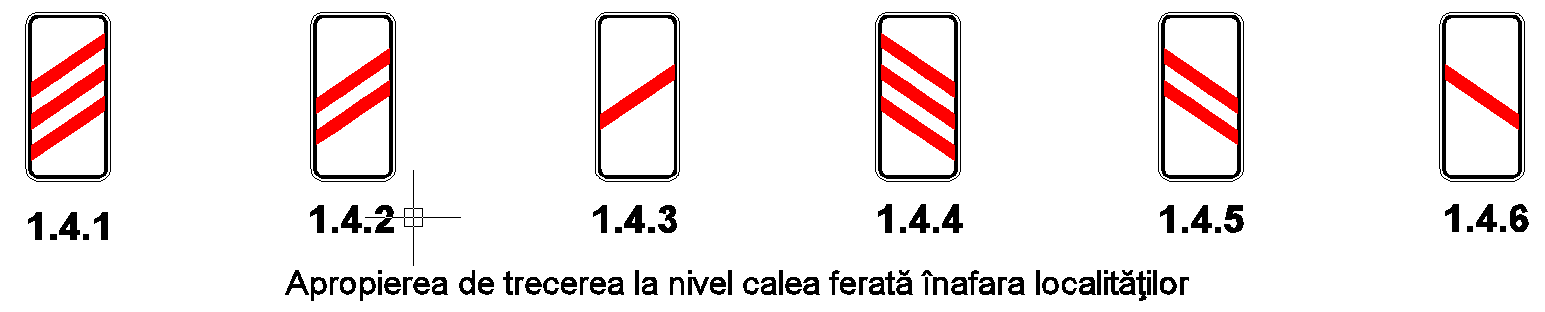 1.4.1 1.4.2 1.4.3 1.4.4 1.4.5 1.4.6
Apropierea de trecerea la nivel calea ferată înafara localităţilor